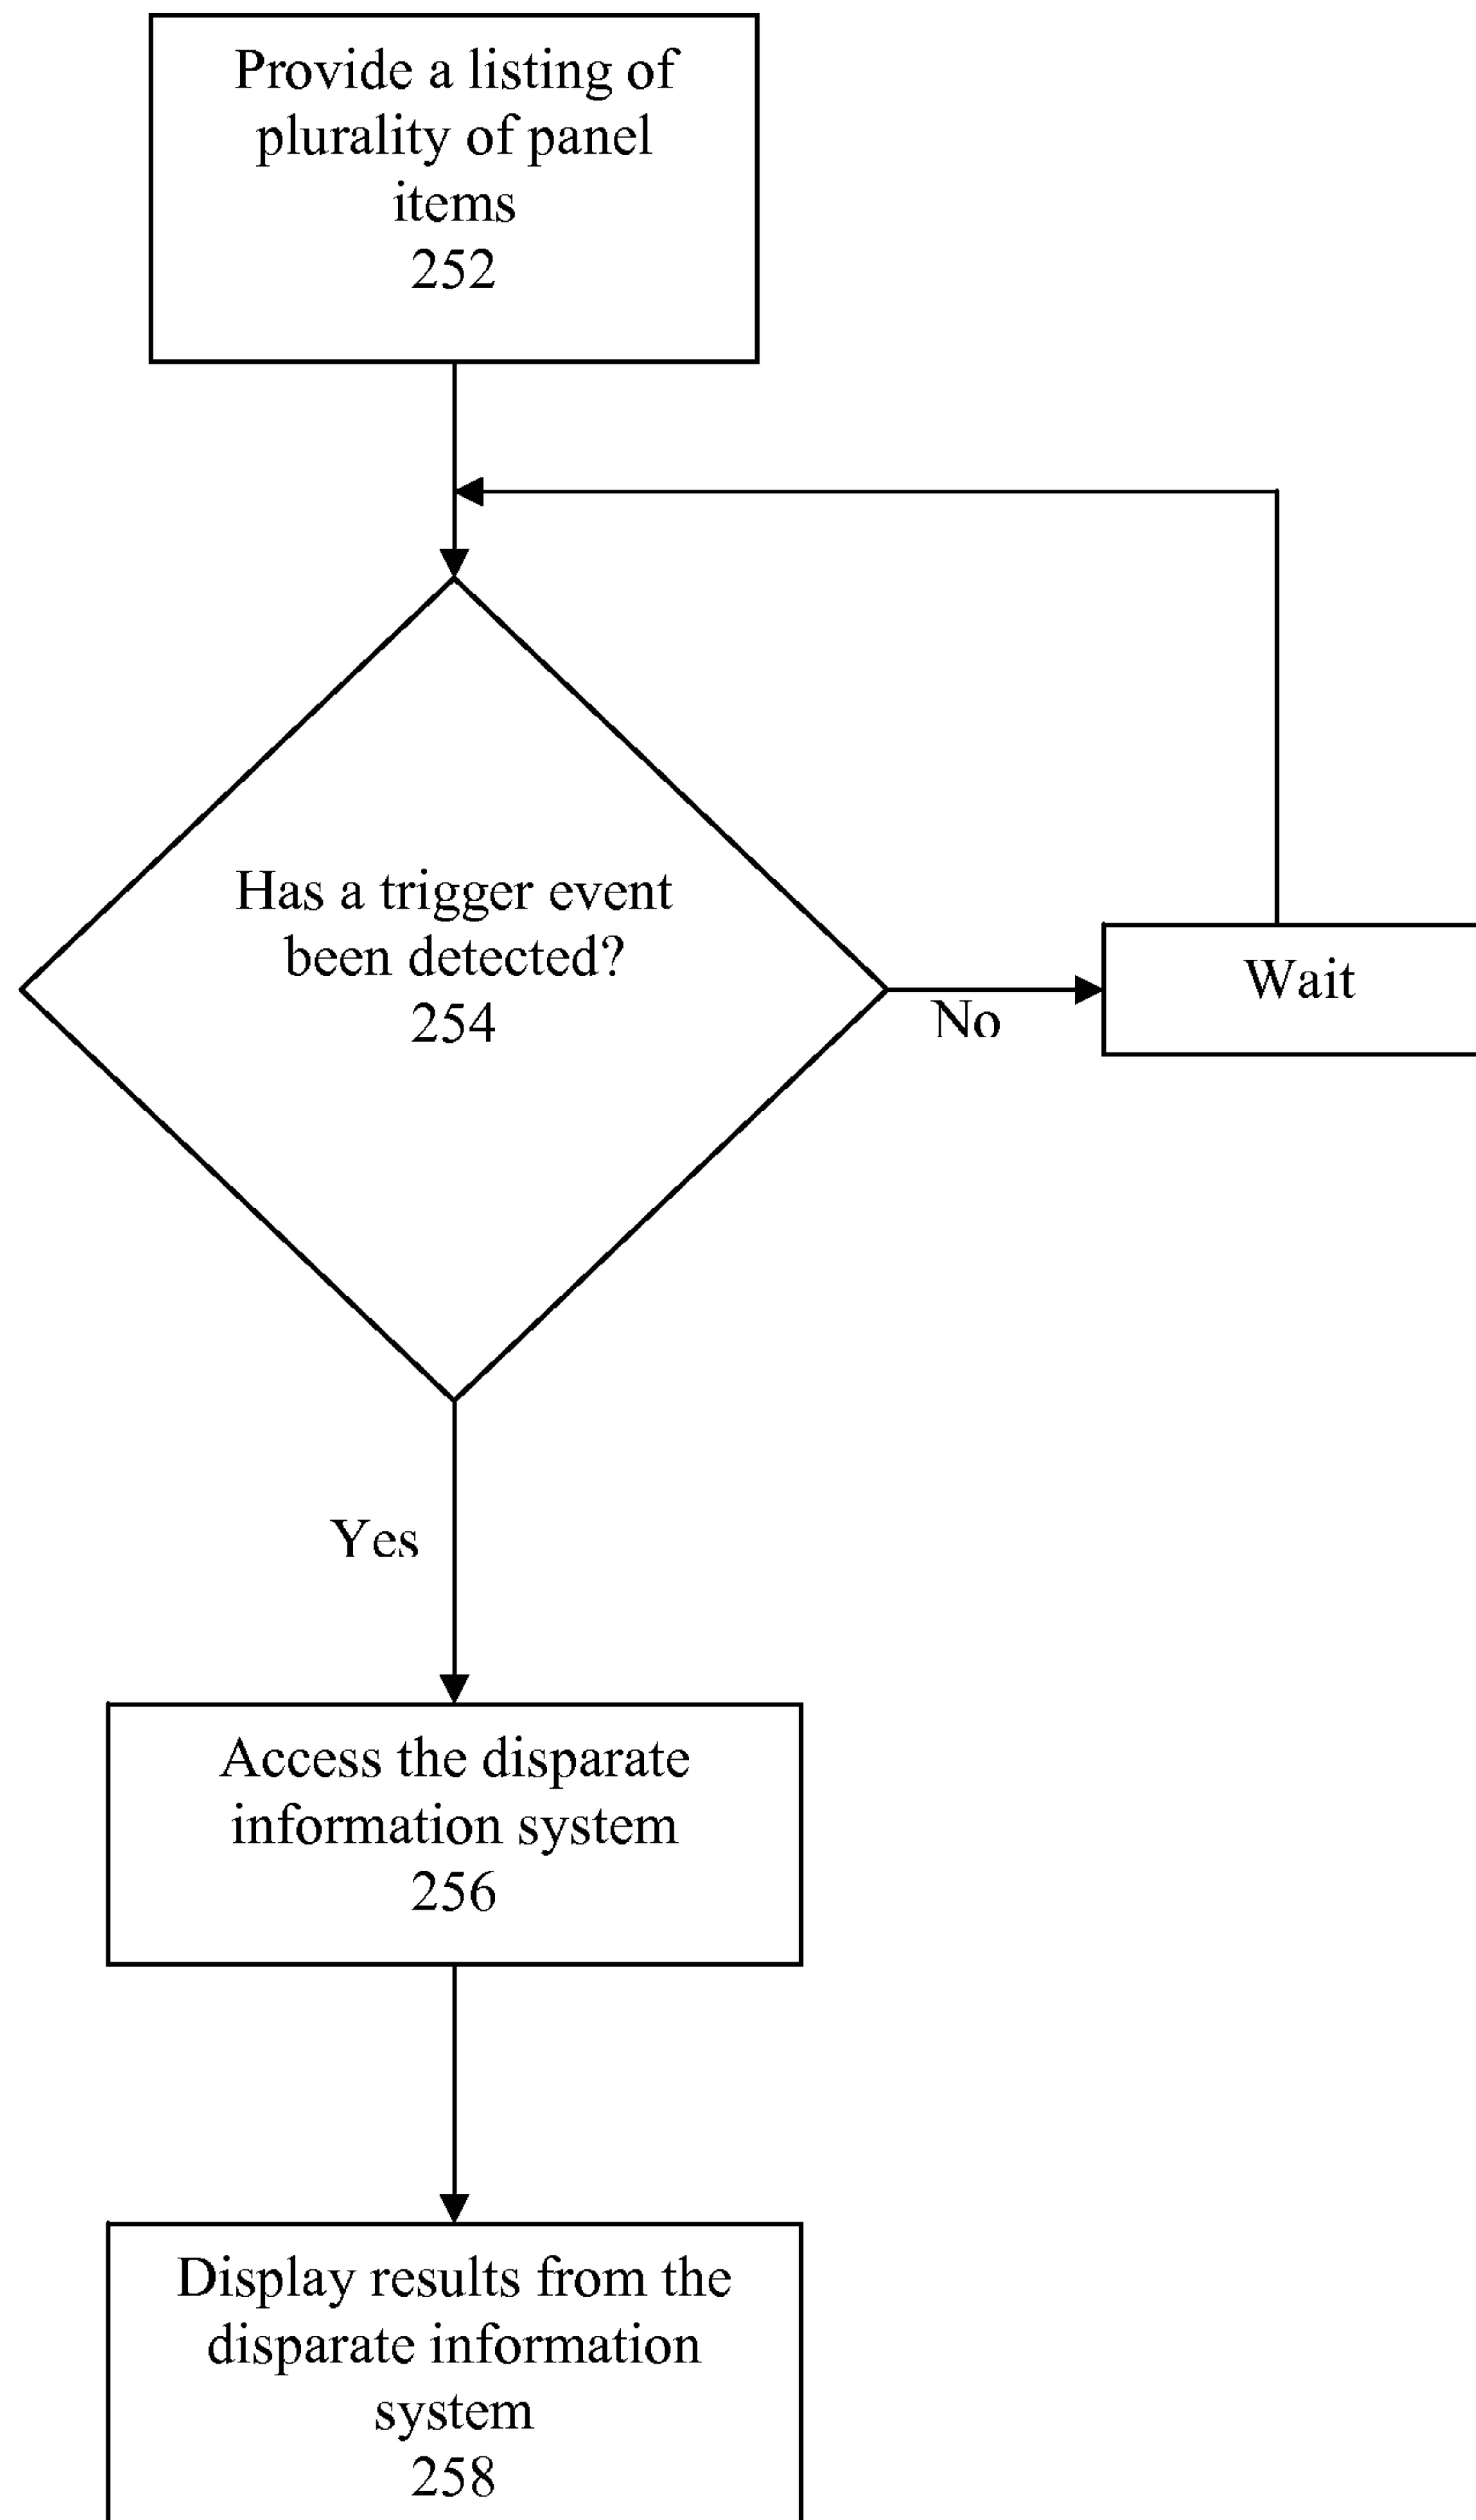 Provide a listing of
plurality of panel
items
252
Has a trigger event
been detected?
254
No
Wait
Yes
Access the disparate
information system
256
Display results from the
disparate information
system
258